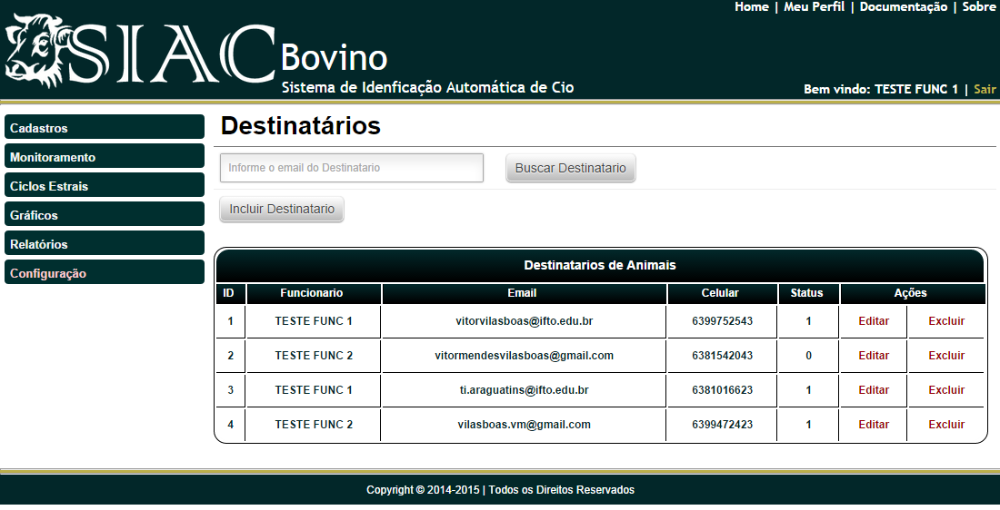 Home | Meu Perfil | Documentação | Sobre
SIAC Bovino
Sistema de Idenficação Automática de Cio
Bem vindo: TESTE FUNC 1 | Sair
Cadastros
Monitoramento
Ciclos Estrais
Gráficos
Relatórios
Configuração
Destinatários
Informe o email do Destinatario Buscar Destinatario
Incluir Destinatario
Destinatarios de Animais
ID Funcionario Email Celular Status Ações
1 TESTE FUNC 1 vitorvilasboas@ifto.edu.br 6399752543 1 Editar Excluir
2 TESTE FUNC 2 vitormendesvilasboas@gmail.com 6381542043 0 Editar Excluir
3 TESTE FUNC 1 ti.araguatins@ifto.edu.br 6381016623 1 Editar Excluir
4 TESTE FUNC 2 vilasboas.vm@gmail.com 6399472423 1 Editar Excluir
Copyright © 2014-2015 | Todos os Direitos Reservados